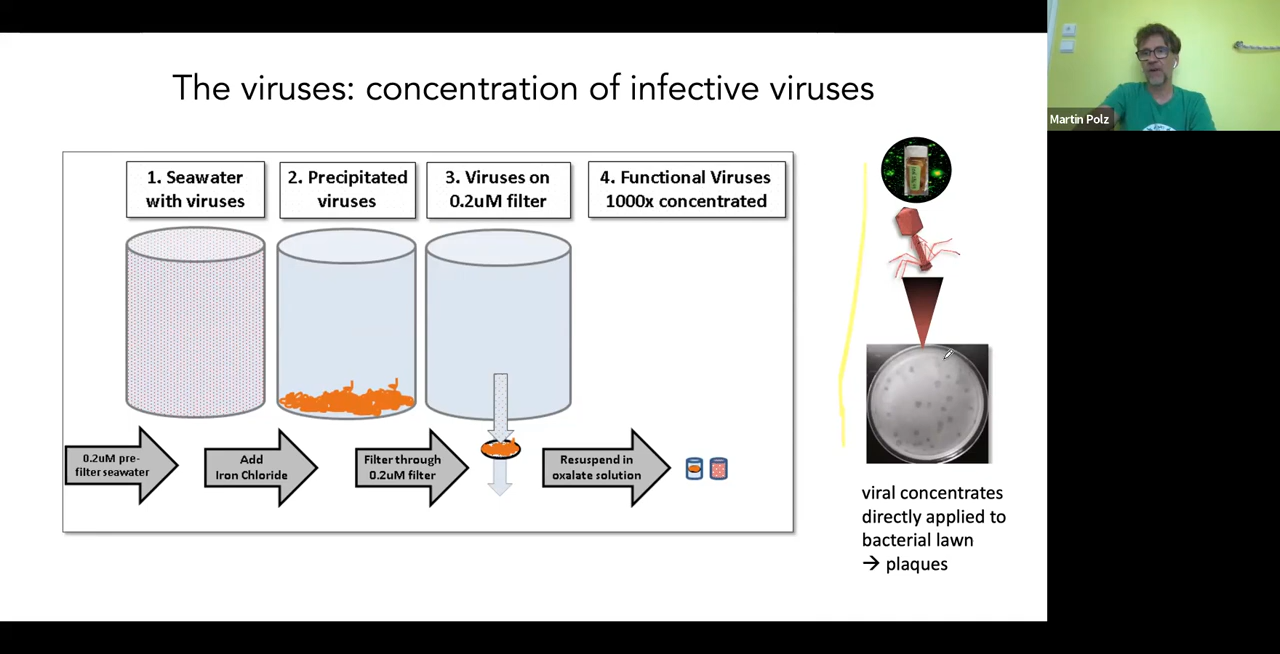 The viruses: concentration of infective viruses
Martin Polz
1. Seawater
with viruses
2. Precipitated
viruses
3. Viruses on
0.2uM filter
4. Functional Viruses
1000x concentrated
0.2uM pre-
filter seawater
Add
Iron Chloride
Filter through
0.2uM filter
Resuspend in
oxalate solution
viral concentrates
directly applied to
bacterial lawn
→ plaques